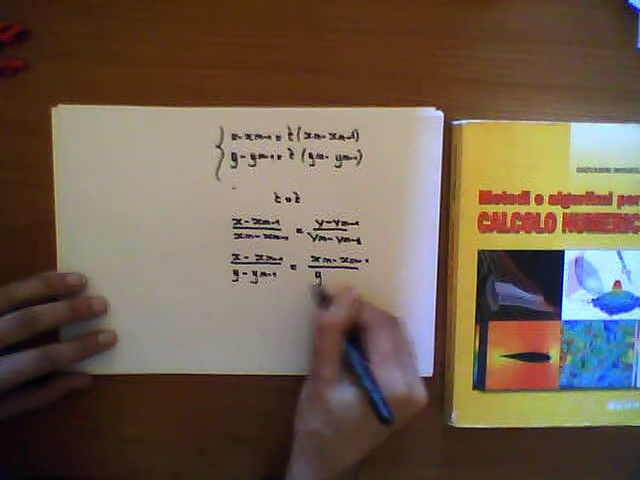 x - xm-1 = t (xm - xm-1)
y - ym-1 = t (ym - ym-1)
t = t
x - xm-1 / xm - xm-1 = y - ym-1 / ym - ym-1
x - xm-1 / y - ym-1 = xm - xm-1 / y
Metodi e algoritmi per
CALCOLO NUMERIC